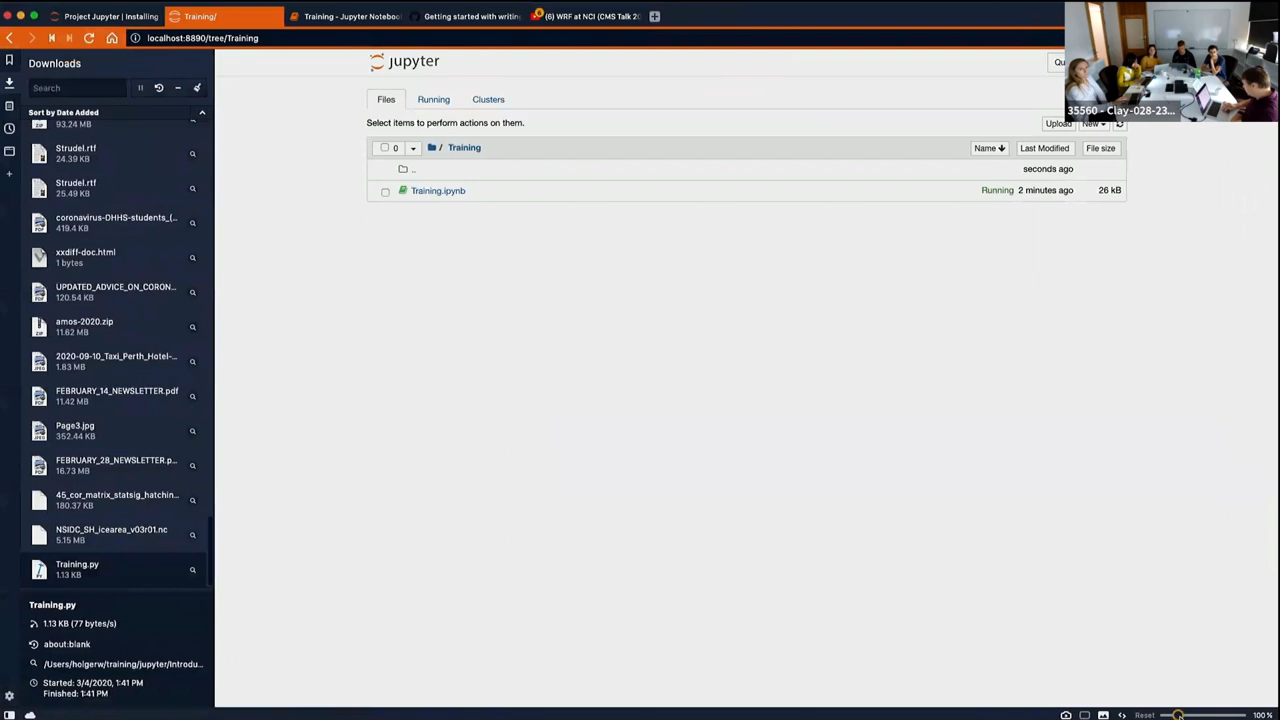 Project Jupyter | Installing
Training/
Training - Jupyter Notebook
Getting started with writing
(6) WRF at NCI (CMS Talk 20
localhost:8890/tree/Training
Downloads
Search
Sort by Date Added
93.24 MB
Strudel.rtf
24.39 KB
Strudel.rtf
25.49 KB
coronavirus-DHHS-students_(...
419.4 KB
xxdiff-doc.html
1 bytes
UPDATED_ADVICE_ON_CORON...
120.54 KB
amos-2020.zip
11.62 MB
2020-09-10_Taxi_Perth_Hotel-...
1.83 MB
FEBRUARY_14_NEWSLETTER.pdf
11.42 MB
Page3.jpg
352.44 KB
FEBRUARY_28_NEWSLETTER.p...
16.73 MB
45_cor_matrix_statsig_hatchin...
180.37 KB
NSIDC_SH_icearea_v03r01.nc
5.15 MB
Training.py
1.13 KB
Training.py
1.13 KB (77 bytes/s)
about:blank
/Users/holgerw/training/jupyter/Introdu...
Started: 3/4/2020, 1:41 PM
Finished: 1:41 PM
jupyter
Qu
Files Running Clusters
Select items to perform actions on them.
Upload New
0 / Training Name Last Modified File size
.. seconds ago
Training.ipynb Running 2 minutes ago 26 kB
35560 - Clay-028-23...
Reset 100 %